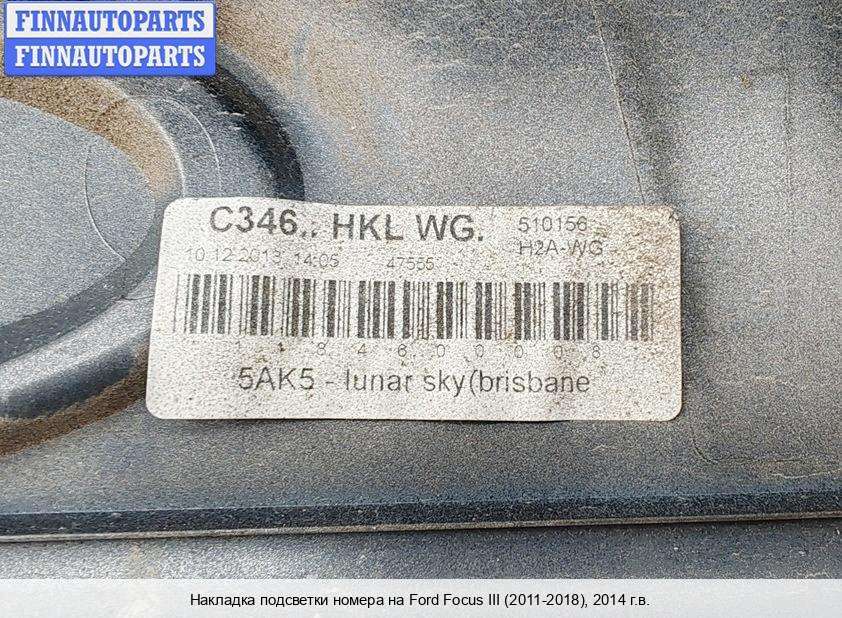 FINNAUTOPARTS
FINNAUTOPARTS
C346.: HKL WG. 510156
10.12.2013 14:05 47555 H2A-WG
1 1 8 4 6 0 0 0 0 8
5AK5 - lunar sky(brisbane
Накладка подсветки номера на Ford Focus III (2011-2018), 2014 г.в.